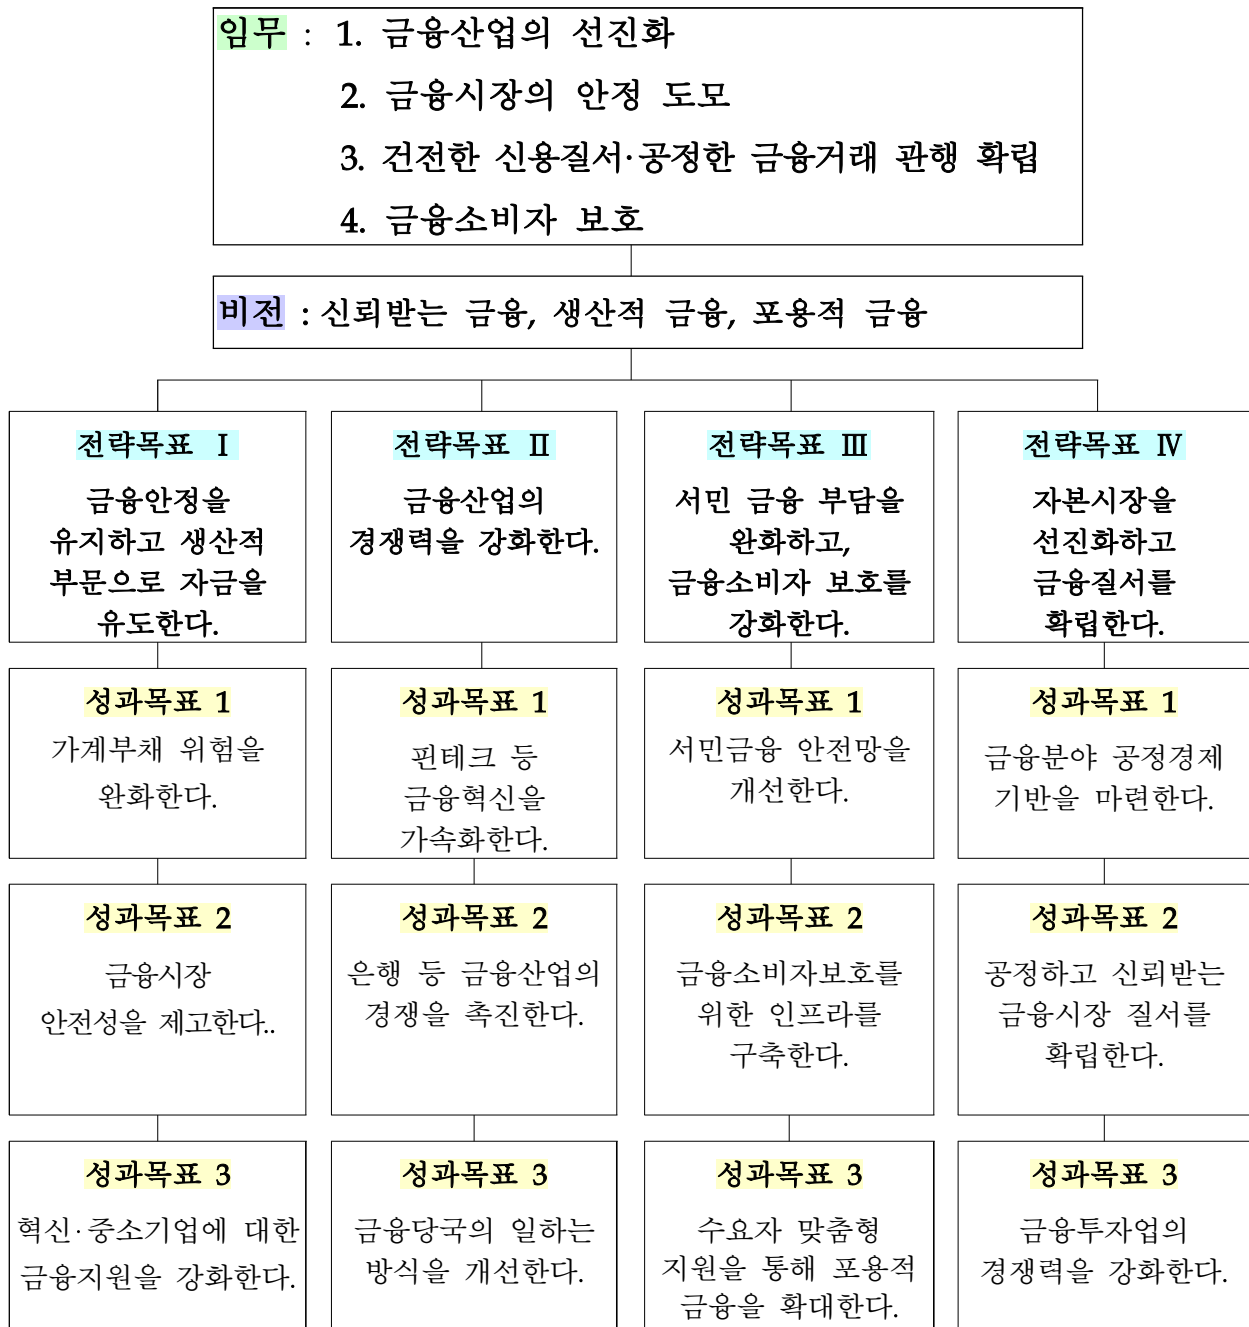 임무 : 1. 금융산업의 선진화
2. 금융시장의 안정 도모
3. 건전한 신용질서·공정한 금융거래 관행 확립
4. 금융소비자 보호
비전 : 신뢰받는 금융, 생산적 금융, 포용적 금융
전략목표 Ⅰ
금융안정을
유지하고 생산적
부문으로 자금을
유도한다.
전략목표 Ⅱ
금융산업의
경쟁력을 강화한다.
전략목표 Ⅲ
서민 금융 부담을
완화하고,
금융소비자 보호를
강화한다.
전략목표 Ⅳ
자본시장을
선진화하고
금융질서를
확립한다.
성과목표 1
가계부채 위험을
완화한다.
성과목표 1
핀테크 등
금융혁신을
가속화한다.
성과목표 1
서민금융 안전망을
개선한다.
성과목표 1
금융분야 공정경제
기반을 마련한다.
성과목표 2
금융시장
안전성을 제고한다..
성과목표 2
은행 등 금융산업의
경쟁을 촉진한다.
성과목표 2
금융소비자보호를
위한 인프라를
구축한다.
성과목표 2
공정하고 신뢰받는
금융시장 질서를
확립한다.
성과목표 3
혁신·중소기업에 대한
금융지원을 강화한다.
성과목표 3
금융당국의 일하는
방식을 개선한다.
성과목표 3
수요자 맞춤형
지원을 통해 포용적
금융을 확대한다.
성과목표 3
금융투자업의
경쟁력을 강화한다.